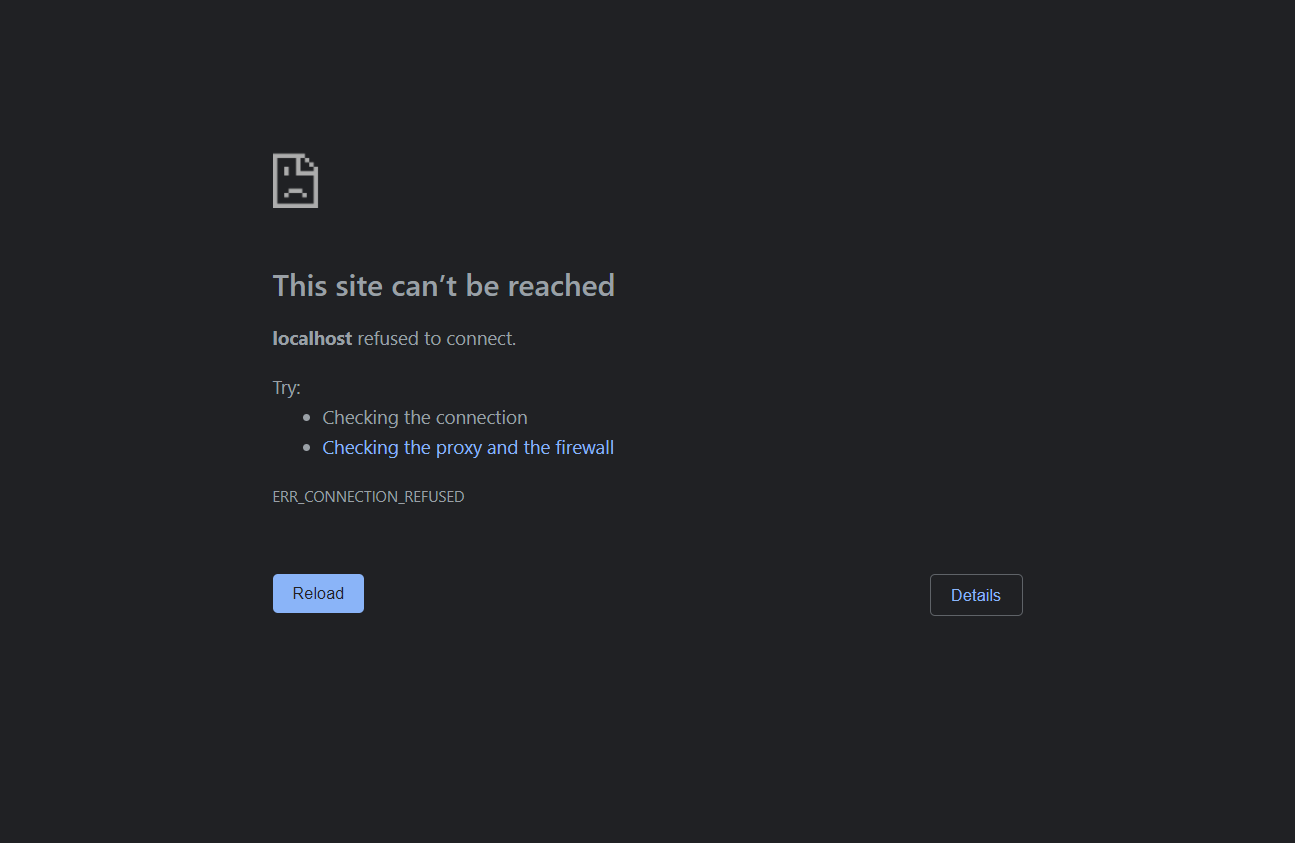 This site can’t be reached
localhost refused to connect.
Try:
• Checking the connection
• Checking the proxy and the firewall
ERR_CONNECTION_REFUSED
Reload
Details